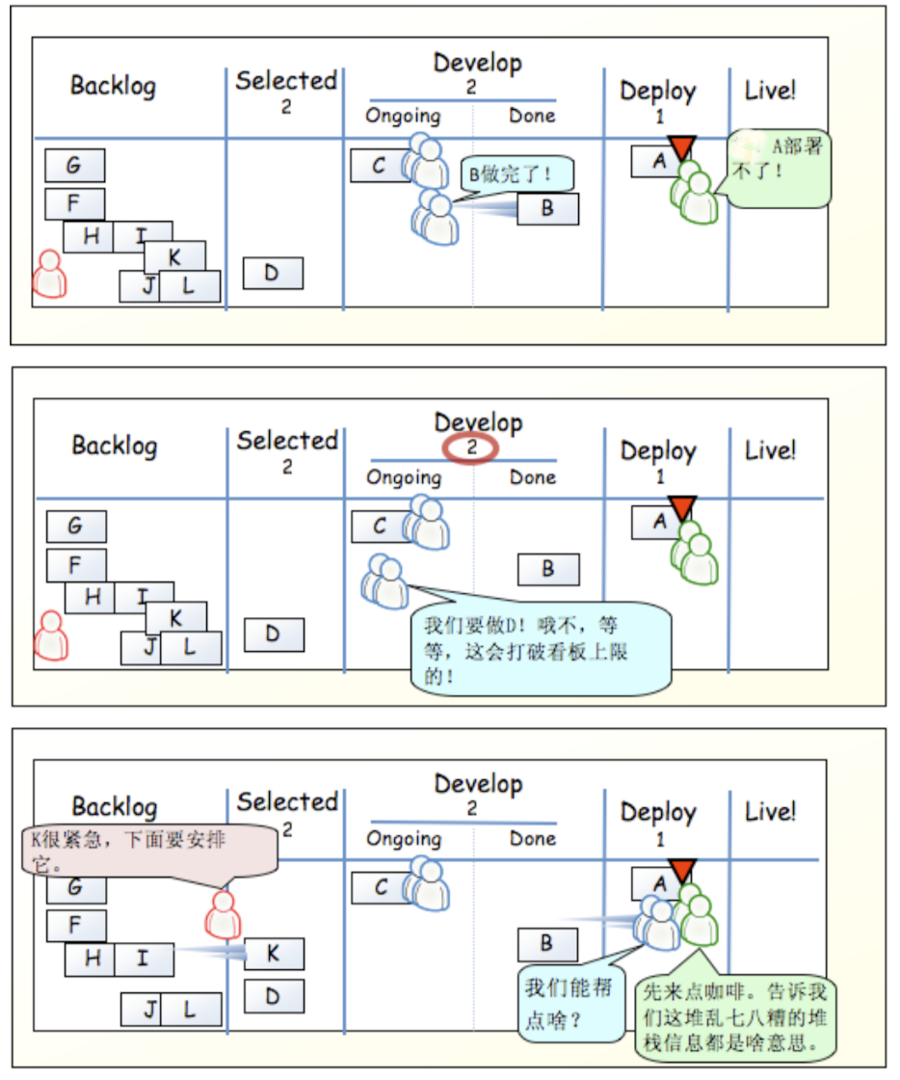 Backlog
Selected
2
Develop
2
Ongoing
Done
Deploy
1
Live!
G
F
H
I
K
J
L
D
C
B做完了！
B
A
A部署
不了！
Backlog
Selected
2
Develop
2
Ongoing
Done
Deploy
1
Live!
G
F
H
I
K
J
L
D
C
B
A
我们要做D！哦不，等
等，这会打破看板上限
的！
Backlog
Selected
2
Develop
2
Ongoing
Done
Deploy
1
Live!
K很紧急，下面要安排
它。
G
F
H
I
J
L
K
D
C
B
A
我们能帮
点啥？
先来点咖啡。告诉我
们这堆乱七八糟的堆
栈信息都是啥意思。